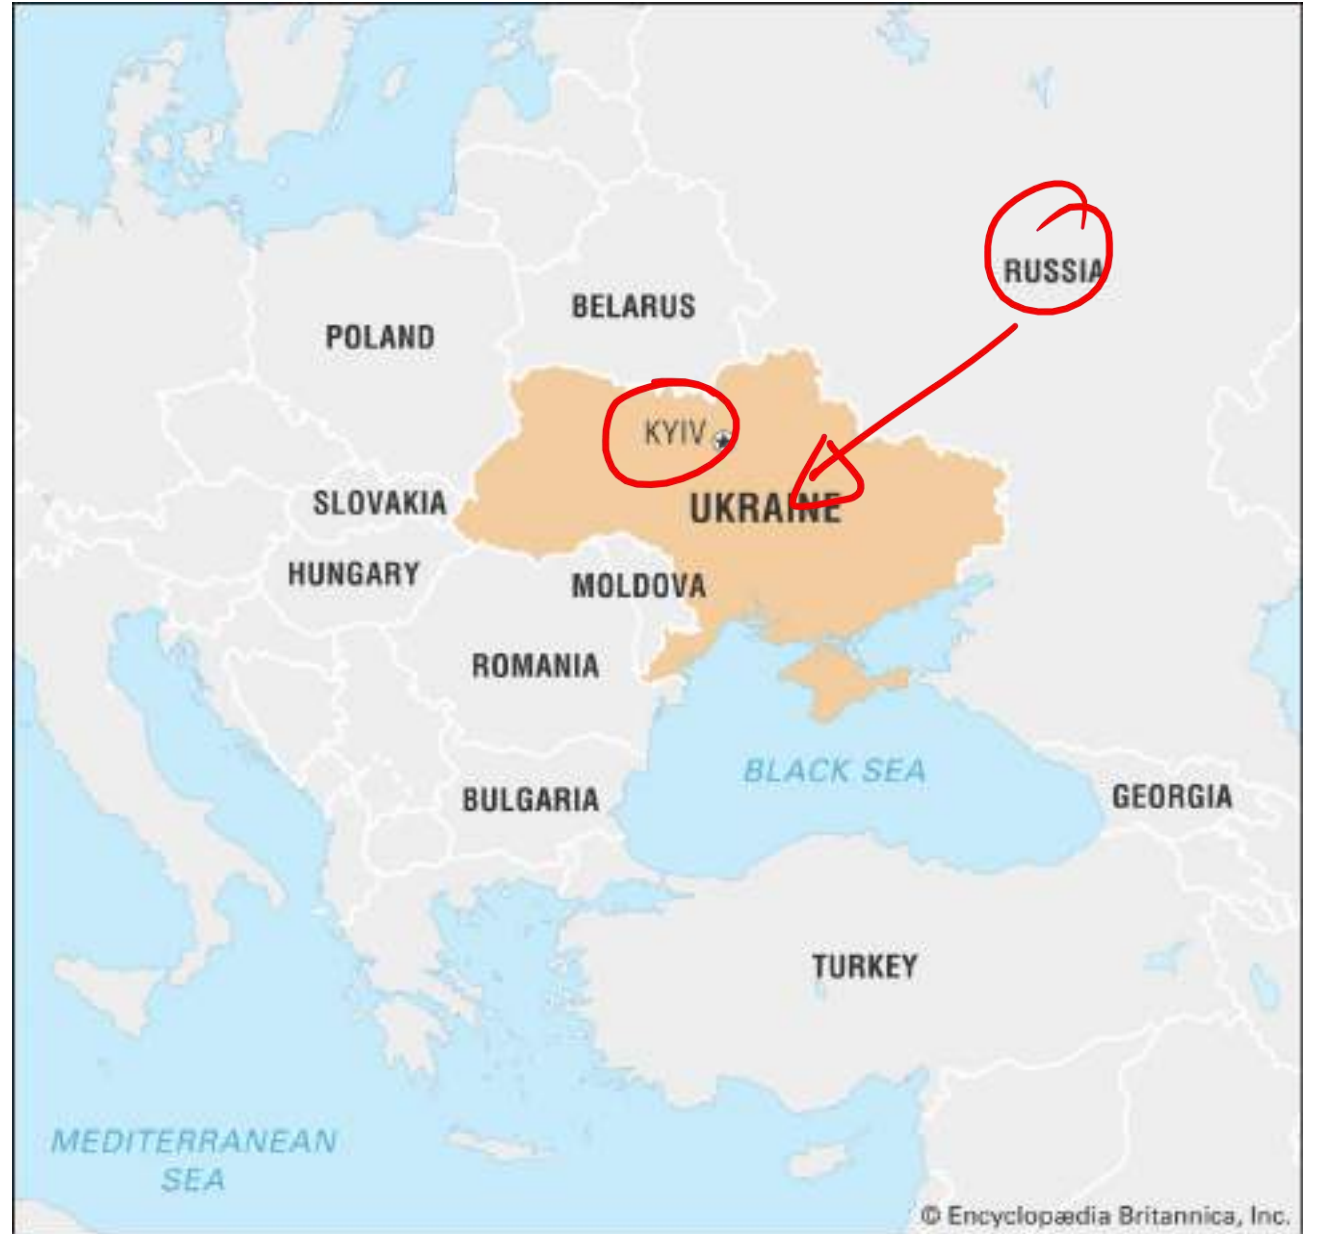 RUSSIA
BELARUS
POLAND
KYIV
SLOVAKIA
UKRAINE
HUNGARY
MOLDOVA
ROMANIA
BLACK SEA
BULGARIA
GEORGIA
TURKEY
MEDITERRANEAN
SEA
© Encyclopædia Britannica, Inc.